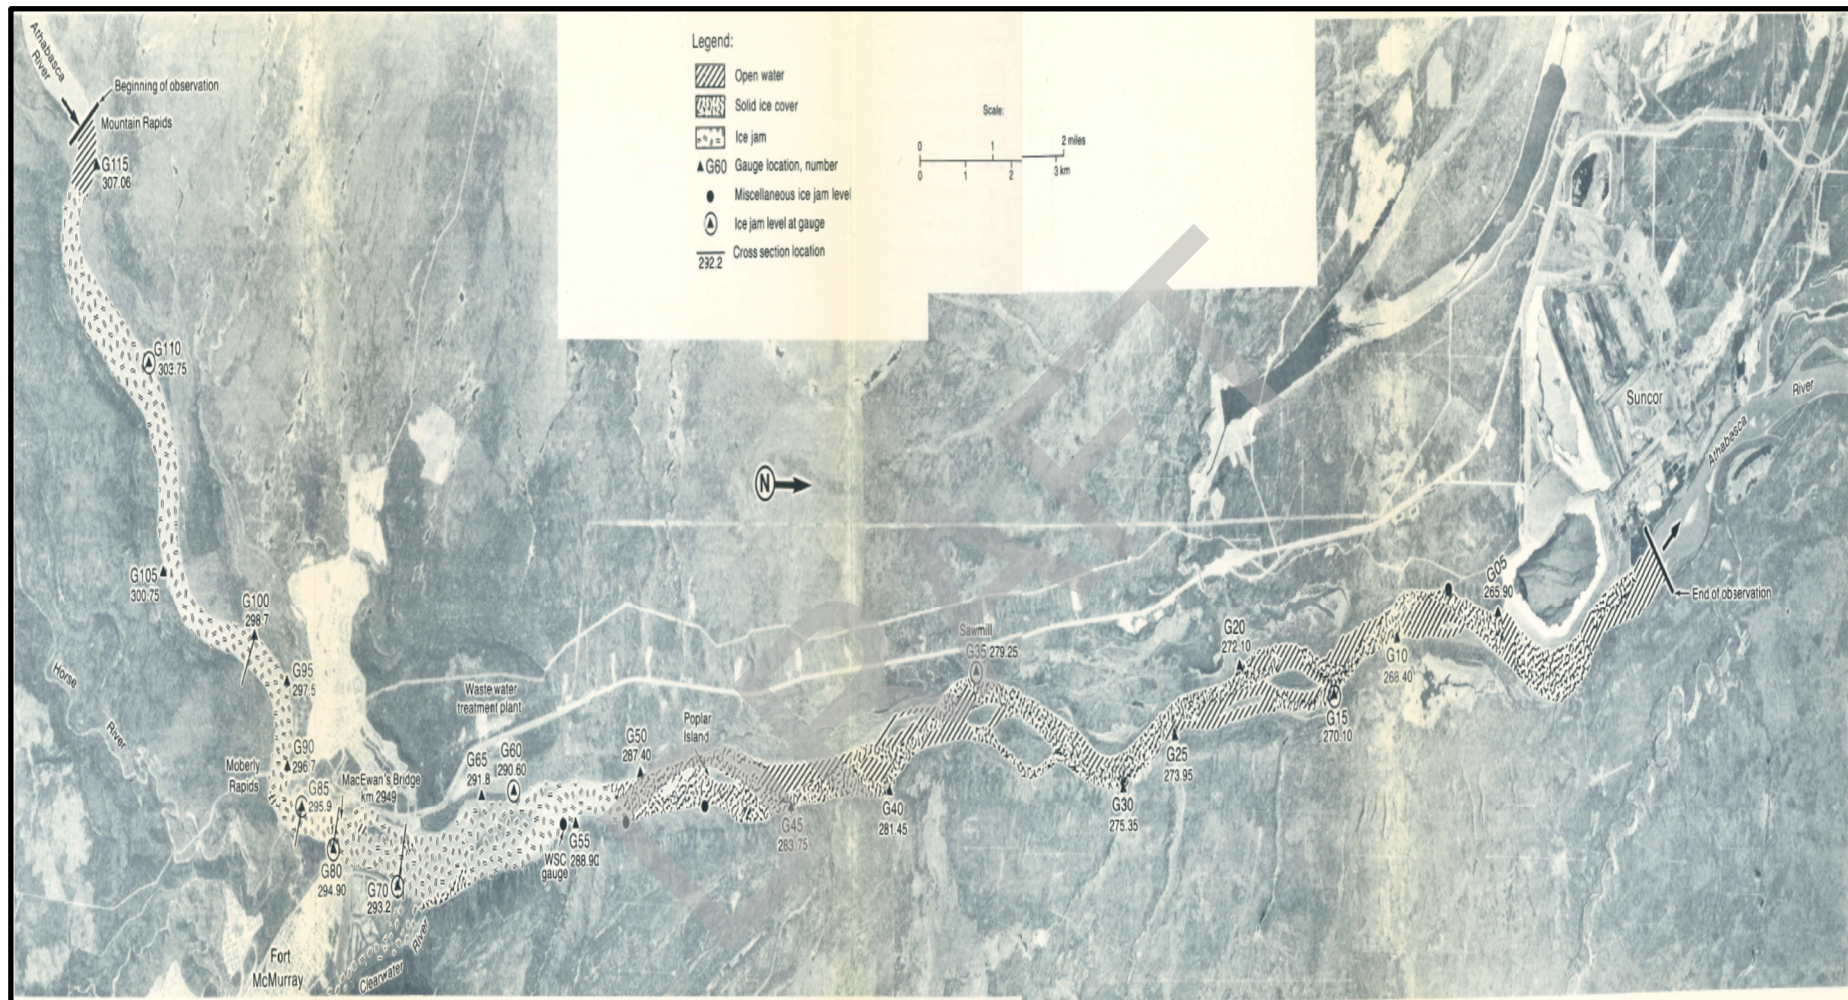 Athabasca
River
Beginning of observation
Mountain Rapids
G115
307.06
G110
303.75
G105
300.75
G100
298.7
G95
297.5
G90
296.7
Moberly
Rapids
G85
295.9
MacEwan's Bridge
km 2949
G80
294.90
G70
293.2
Horse
River
Fort
McMurray
Clearwater
River
Legend:
Open water
Solid ice cover
Ice jam
G60 Gauge location, number
Miscellaneous ice jam level
Ice jam level at gauge
292.2 Cross section location
Scale:
0 1 2 miles
0 1 2 3 km
N
Waste water
treatment plant
G65
291.8
G60
290.60
WSC
gauge
G55
288.90
G50
287.40
Poplar
Island
G45
283.75
G40
281.45
Sawmill
G35 279.25
G30
275.35
G25
273.95
G20
272.10
G15
270.10
G10
268.40
G05
265.90
Suncor
Athabasca
River
End of observation
DRAFT